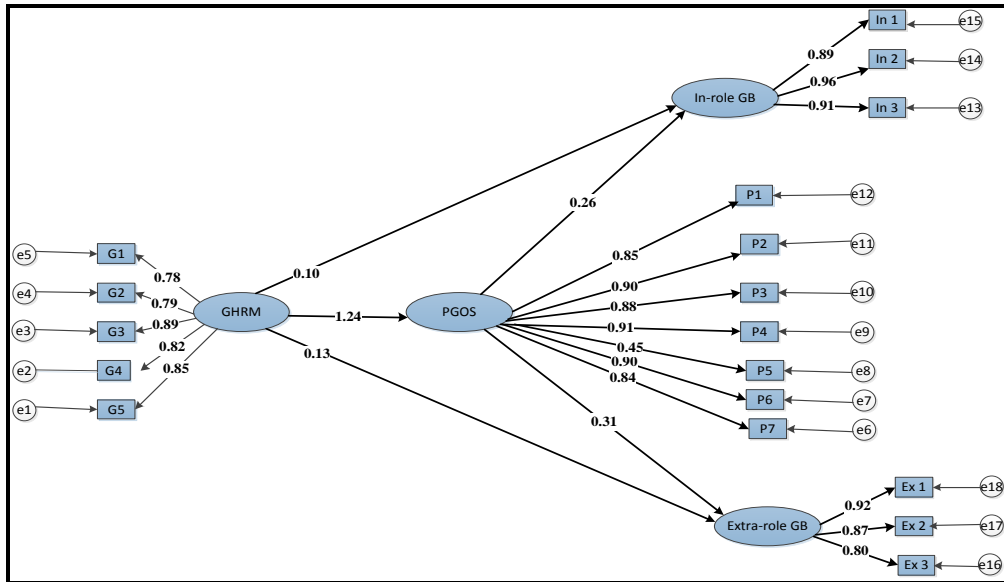 In 1
e15
0.89
In 2
e14
0.96
In-role GB
In 3
e13
0.91
P1
e12
0.26
P2
e11
0.85
G1
e5
0.10
0.78
0.90
P3
e10
G2
e4
0.79
0.88
GHRM
1.24
PGOS
G3
e3
0.89
0.91
P4
e9
0.82
0.13
0.45
G4
e2
0.85
0.90
P5
e8
0.84
P6
e7
G5
e1
0.31
P7
e6
Ex 1
e18
0.92
Extra-role GB
0.87
Ex 2
e17
0.80
Ex 3
e16